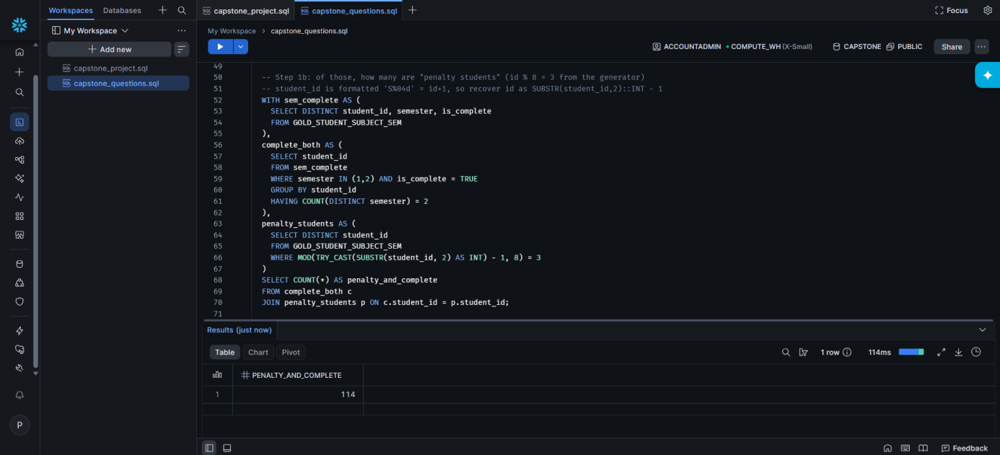 Workspaces Databases
capstone_project.sql capstone_questions.sql
My Workspace
My Workspace > capstone_questions.sql
Add new
ACCOUNTADMIN COMPUTE_WH (X-Small) CAPSTONE PUBLIC Share
Focus
capstone_project.sql
capstone_questions.sql
49
50 -- Step 1b: of those, how many are "penalty students" (id % 8 = 3 from the generator)
51 -- student_id is formatted 'S%04d' = id+1, so recover id as SUBSTR(student_id,2)::INT - 1
52 WITH sem_complete AS (
53 SELECT DISTINCT student_id, semester, is_complete
54 FROM GOLD_STUDENT_SUBJECT_SEM
55 ),
56 complete_both AS (
57 SELECT student_id
58 FROM sem_complete
59 WHERE semester IN (1,2) AND is_complete = TRUE
60 GROUP BY student_id
61 HAVING COUNT(DISTINCT semester) = 2
62 ),
63 penalty_students AS (
64 SELECT DISTINCT student_id
65 FROM GOLD_STUDENT_SUBJECT_SEM
66 WHERE MOD(TRY_CAST(SUBSTR(student_id, 2) AS INT) - 1, 8) = 3
67 )
68 SELECT COUNT(*) AS penalty_and_complete
69 FROM complete_both c
70 JOIN penalty_students p ON c.student_id = p.student_id;
71
Results (just now)
Table Chart Pivot
1 row 114ms
PENALTY_AND_COMPLETE
1 114
P
Feedback